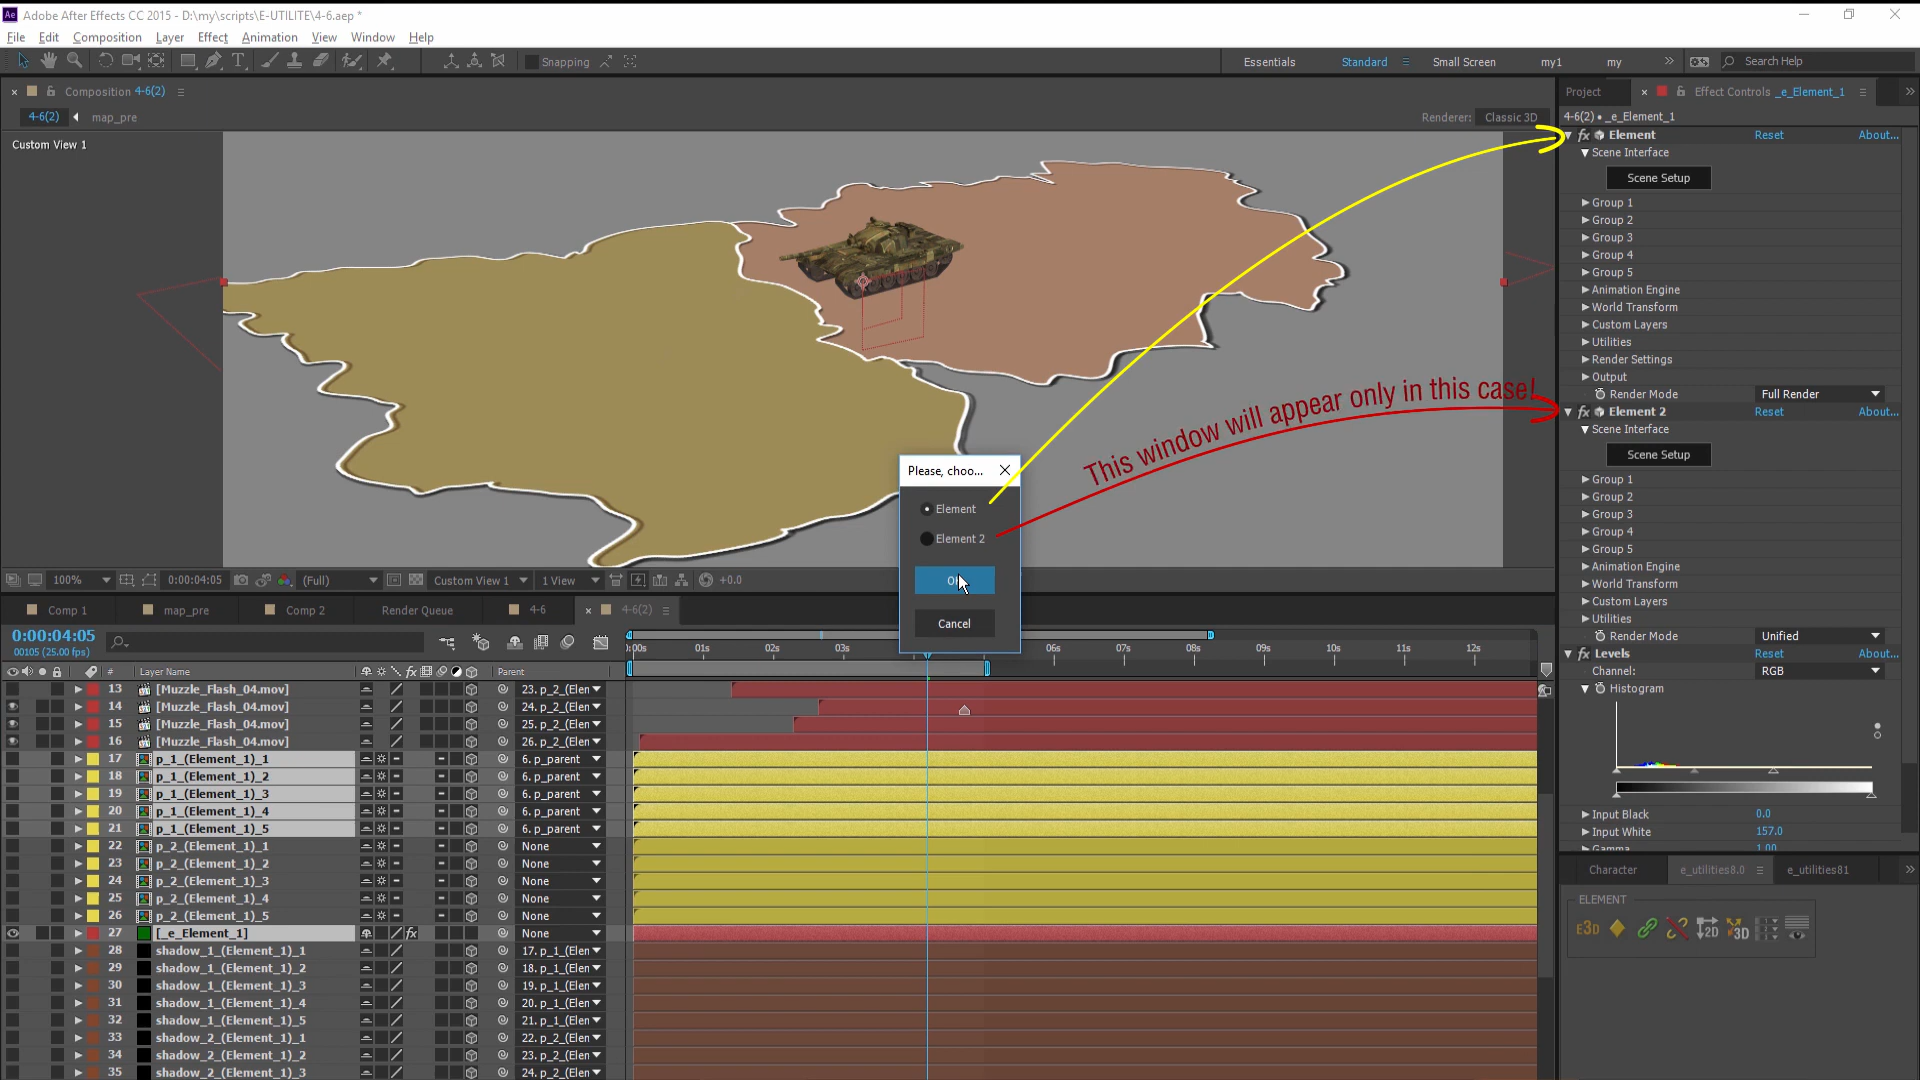 Adobe After Effects CC 2015 - D:\my\scripts\E-UTILITE\4-6.aep *
File Edit Composition Layer Effect Animation View Window Help
Snapping Essentials Standard Small Screen my1 my Search Help
Composition 4-6(2)
Project Effect Controls _e_Element_1
4-6(2) map_pre Renderer: Classic 3D
4-6(2) • _e_Element_1
Custom View 1
Element Reset About...
Scene Interface
Scene Setup
Group 1
Group 2
Group 3
Group 4
Group 5
Animation Engine
World Transform
Custom Layers
Utilities
Render Settings
Output
Render Mode Full Render
Element 2 Reset About...
Scene Interface
Scene Setup
Group 1
Group 2
Group 3
Group 4
Group 5
Animation Engine
World Transform
Custom Layers
Utilities
Render Mode Unified
Levels Reset About...
Channel: RGB
Histogram
Input Black 0.0
Input White 157.0
Gamma 1.00
This window will appear only in this case!
Please, choo...
Element
Element 2
OK
Cancel
100% 0:00:04:05 (Full) Custom View 1 1 View +0.0
Comp 1 map_pre Comp 2 Render Queue 4-6 4-6(2)
0:00:04:05
00105 (25.00 fps)
0:00s 01s 02s 03s 06s 07s 08s 09s 10s 11s 12s
# Layer Name fx Parent
13 [Muzzle_Flash_04.mov] 23. p_2_(Elen
14 [Muzzle_Flash_04.mov] 24. p_2_(Elen
15 [Muzzle_Flash_04.mov] 25. p_2_(Elen
16 [Muzzle_Flash_04.mov] 26. p_2_(Elen
17 p_1_(Element_1)_1 6. p_parent
18 p_1_(Element_1)_2 6. p_parent
19 p_1_(Element_1)_3 6. p_parent
20 p_1_(Element_1)_4 6. p_parent
21 p_1_(Element_1)_5 6. p_parent
22 p_2_(Element_1)_1 None
23 p_2_(Element_1)_2 None
24 p_2_(Element_1)_3 None
25 p_2_(Element_1)_4 None
26 p_2_(Element_1)_5 None
27 [_e_Element_1] fx None
28 shadow_1_(Element_1)_1 17. p_1_(Elen
29 shadow_1_(Element_1)_2 18. p_1_(Elen
30 shadow_1_(Element_1)_3 19. p_1_(Elen
31 shadow_1_(Element_1)_4 20. p_1_(Elen
32 shadow_1_(Element_1)_5 21. p_1_(Elen
33 shadow_2_(Element_1)_1 22. p_2_(Elen
34 shadow_2_(Element_1)_2 23. p_2_(Elen
35 shadow_2_(Element_1)_3 24. p_2_(Elen
Character e_utilities8.0 e_utilities81
ELEMENT
E3D 2D 3D